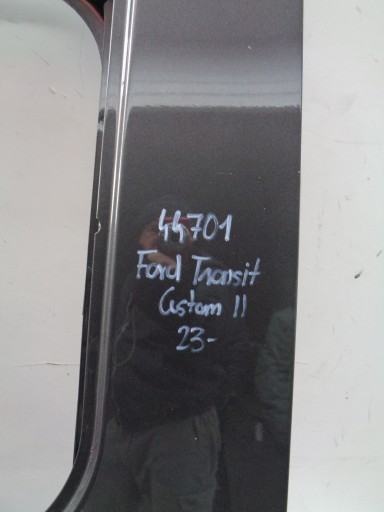 44701
Ford Transit
Custom II
23-